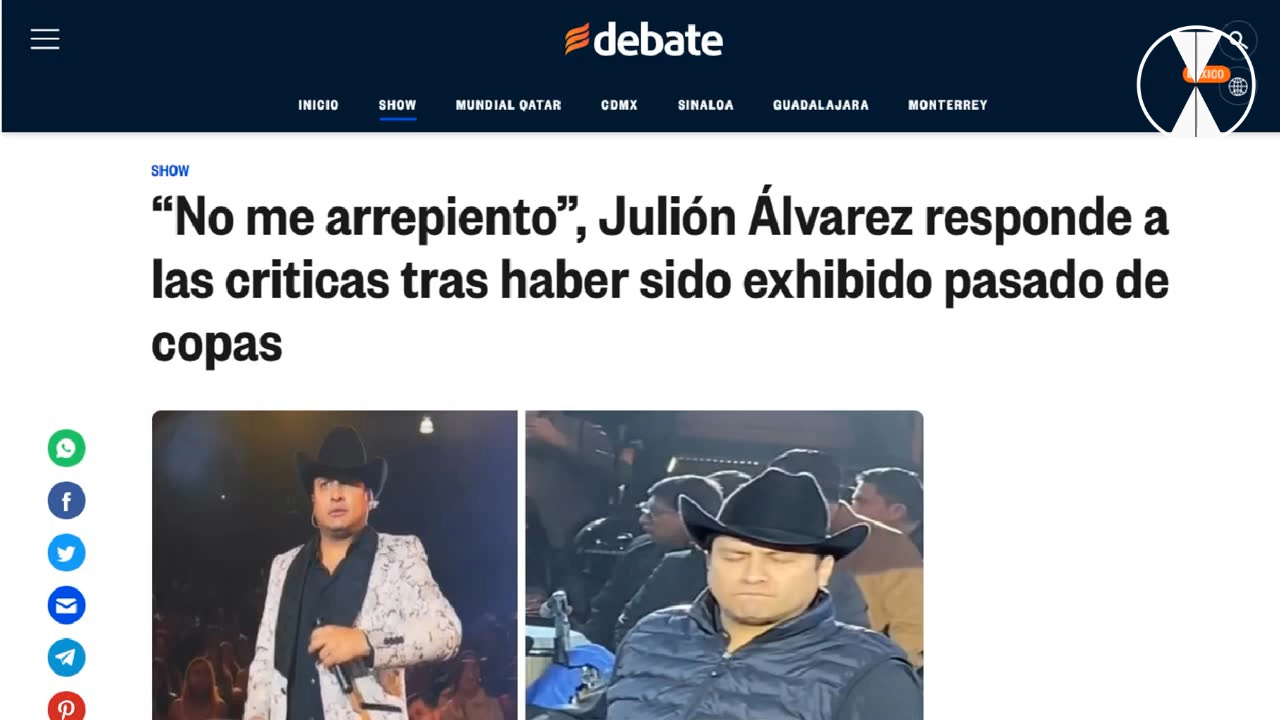 debate
INICIO SHOW MUNDIAL QATAR CDMX SINALOA GUADALAJARA MONTERREY
SHOW
“No me arrepiento”, Julión Álvarez responde a
las criticas tras haber sido exhibido pasado de
copas